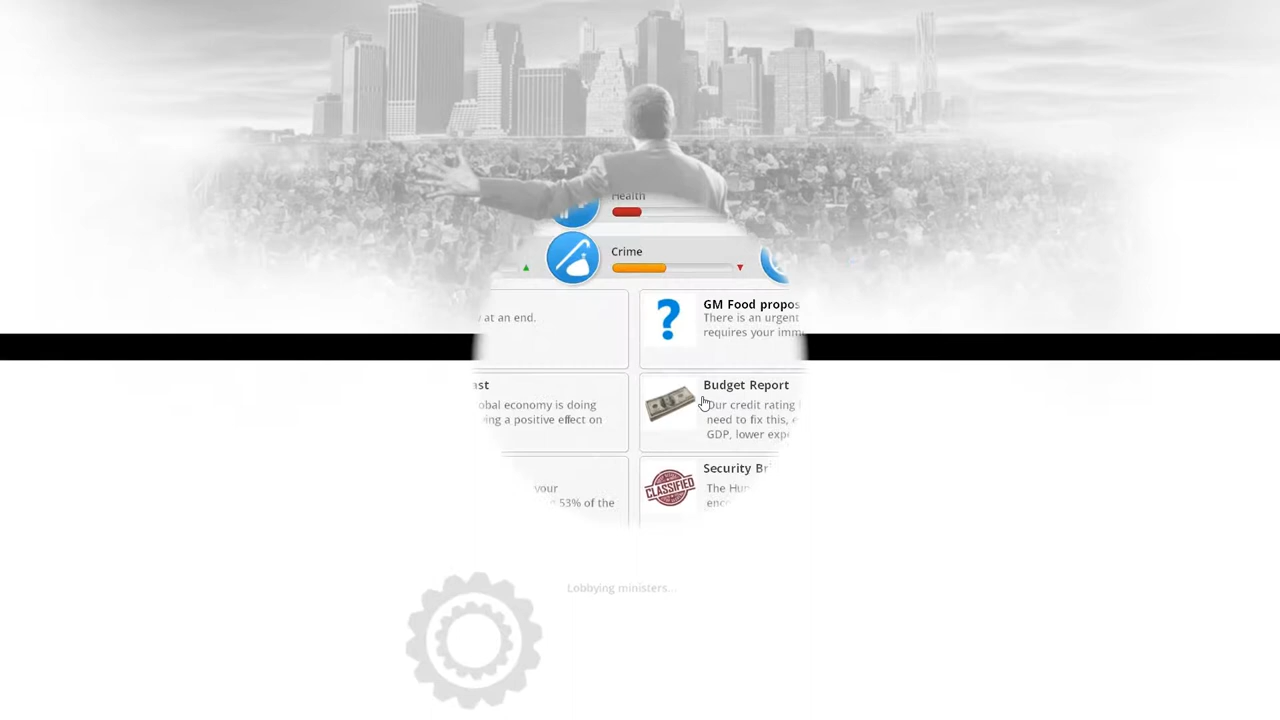 Health
Crime
at an end.
GM Food propos
There is an urgent
requires your imm
ast
obal economy is doing
ing a positive effect on
Budget Report
Our credit rating
need to fix this, e
GDP, lower expe
your
53% of the
Security Br
CLASSIFIED
The Hum
enc
Lobbying ministers...